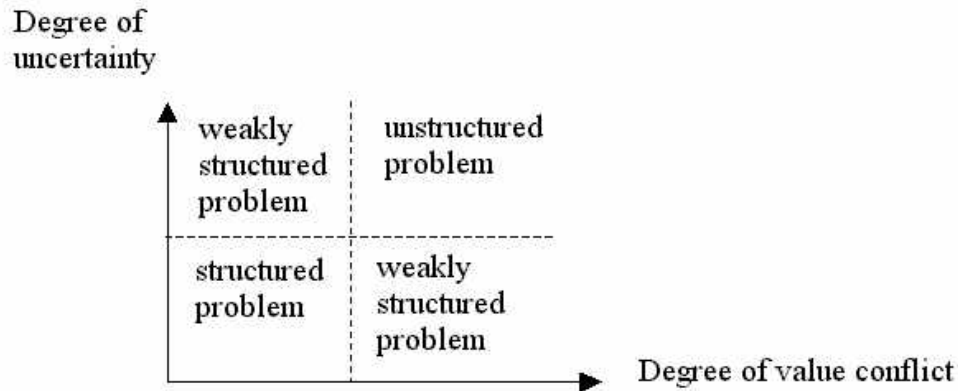 Degree of
uncertainty
weakly
structured
problem
unstructured
problem
structured
problem
weakly
structured
problem
Degree of value conflict